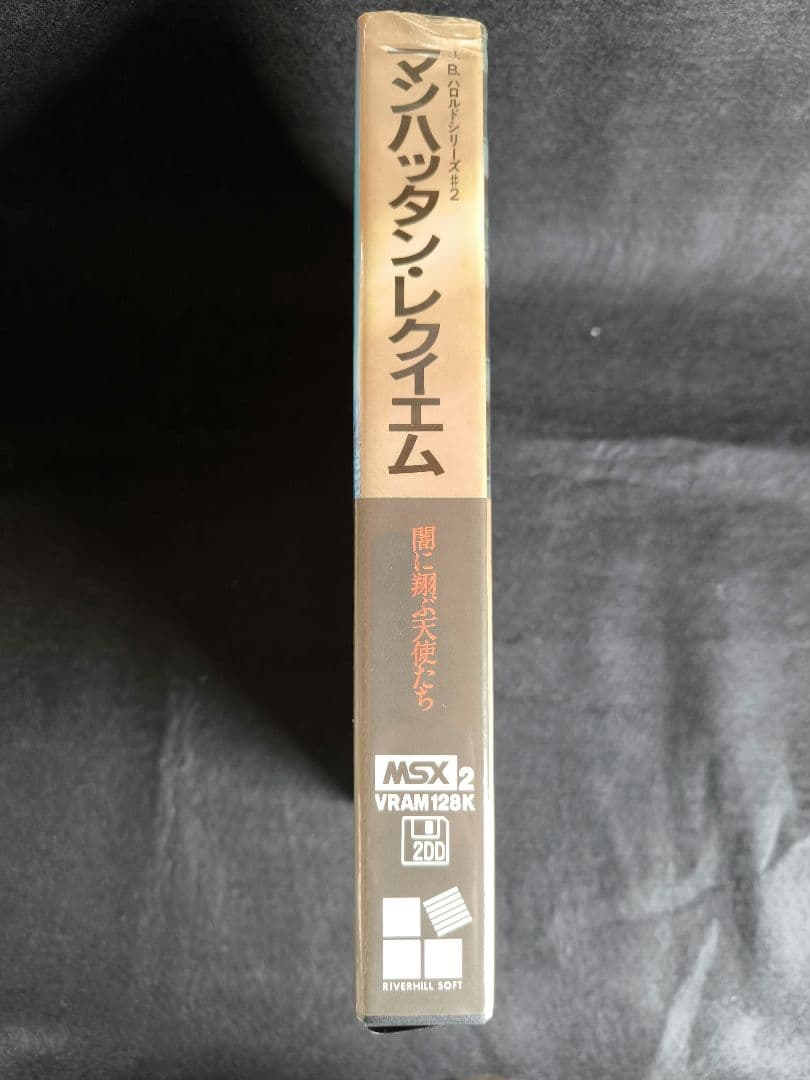 J.B.ハロルドシリーズ#2
マンハッタン・レクイエム
闇に翔ぶ天使たち
MSX2
VRAM128K
2DD
RIVERHILL SOFT